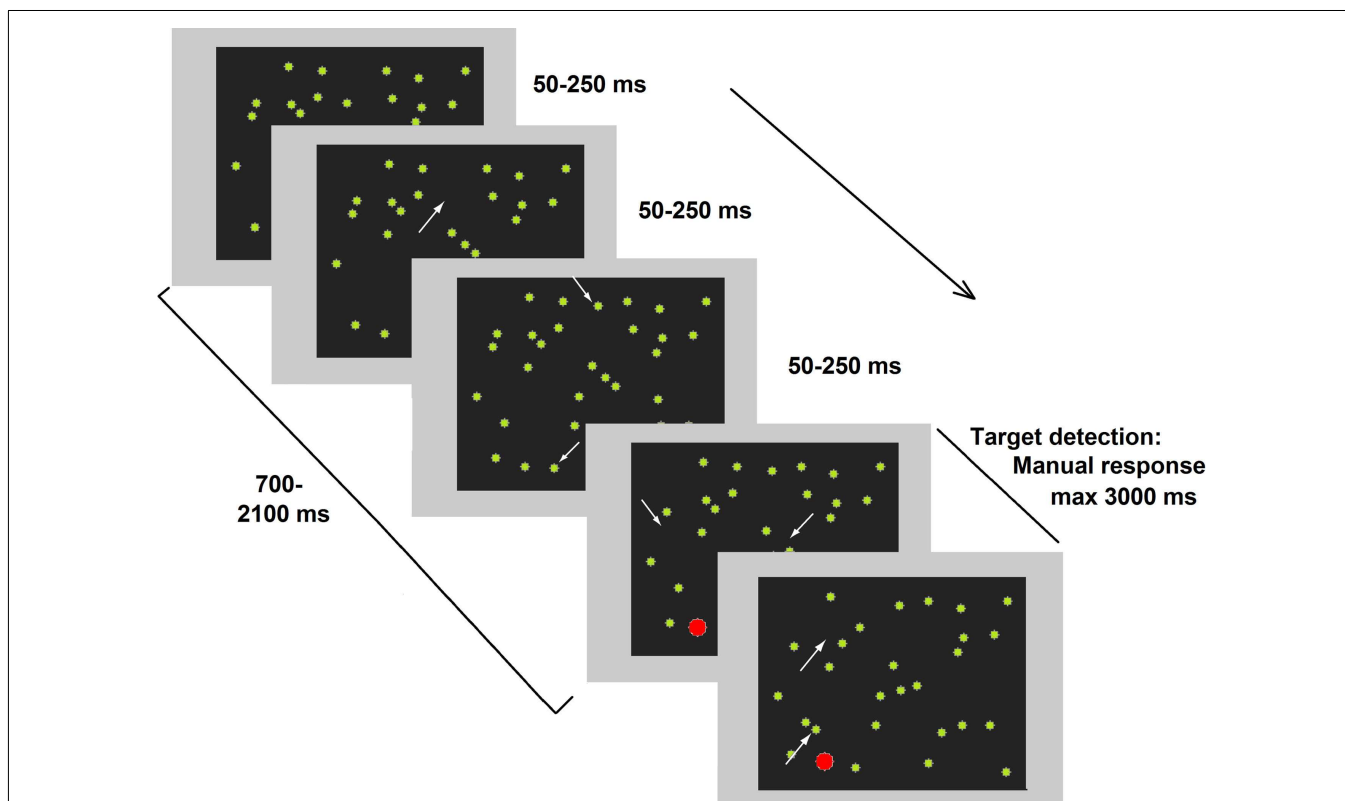 50-250 ms
50-250 ms
50-250 ms
Target detection:
Manual response
max 3000 ms
700-
2100 ms